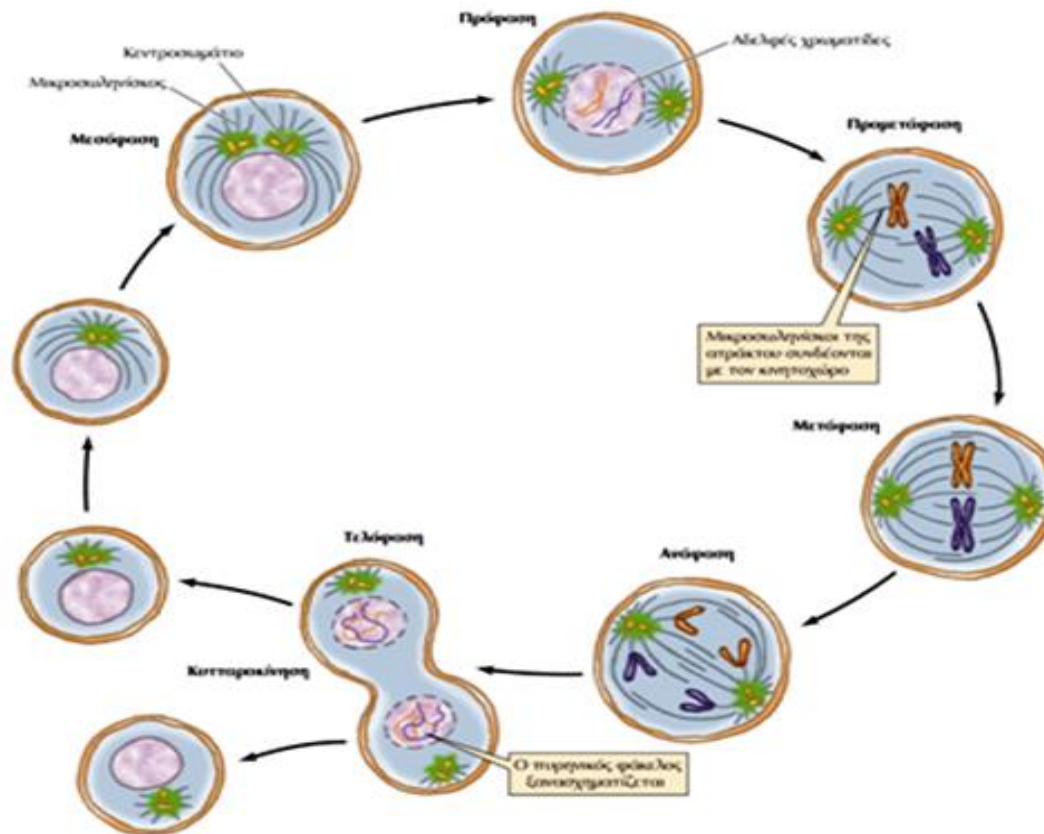 Πρόφαση
Αδελφές χρωματίδες
Κεντροσωμάτιο
Μικροσωληνίσκος
Μεσόφαση
Προμετάφαση
Μικροσωληνίσκοι της
ατράκτου συνδέονται
με τον κινητοχώρο
Μετάφαση
Ανάφαση
Τελόφαση
Κυτταροκίνηση
Ο πυρηνικός φάκελος
ξανασχηματίζεται